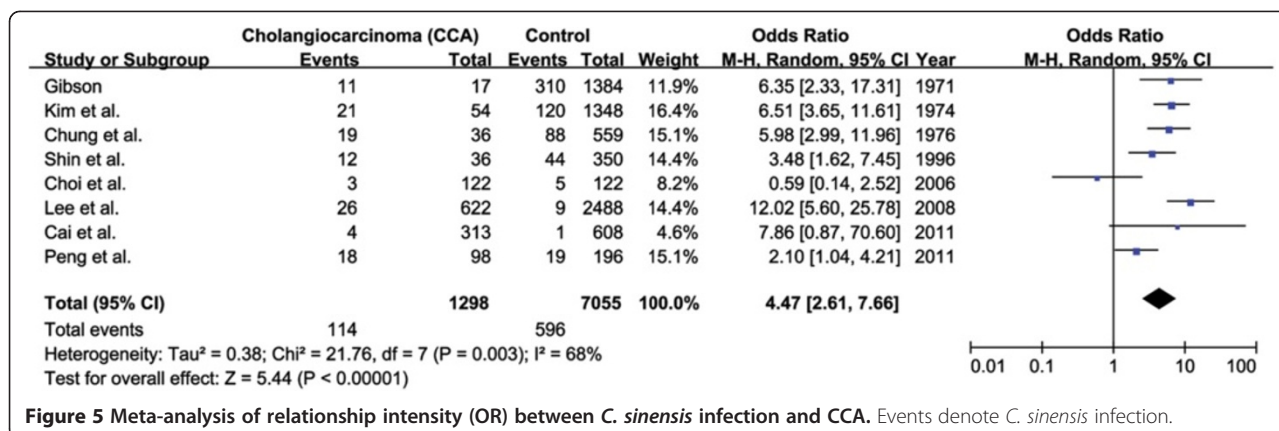 Cholangiocarcinoma (CCA) Control Odds Ratio Odds Ratio
Study or Subgroup Events Total Events Total Weight M-H, Random, 95% CI Year M-H, Random, 95% CI
Gibson 11 17 310 1384 11.9% 6.35 [2.33, 17.31] 1971
Kim et al. 21 54 120 1348 16.4% 6.51 [3.65, 11.61] 1974
Chung et al. 19 36 88 559 15.1% 5.98 [2.99, 11.96] 1976
Shin et al. 12 36 44 350 14.4% 3.48 [1.62, 7.45] 1996
Choi et al. 3 122 5 122 8.2% 0.59 [0.14, 2.52] 2006
Lee et al. 26 622 9 2488 14.4% 12.02 [5.60, 25.78] 2008
Cai et al. 4 313 1 608 4.6% 7.86 [0.87, 70.60] 2011
Peng et al. 18 98 19 196 15.1% 2.10 [1.04, 4.21] 2011
Total (95% CI) 1298 7055 100.0% 4.47 [2.61, 7.66]
Total events 114 596
Heterogeneity: Tau² = 0.38; Chi² = 21.76, df = 7 (P = 0.003); I² = 68%
Test for overall effect: Z = 5.44 (P < 0.00001)
0.01 0.1 1 10 100
Figure 5 Meta-analysis of relationship intensity (OR) between C. sinensis infection and CCA. Events denote C. sinensis infection.